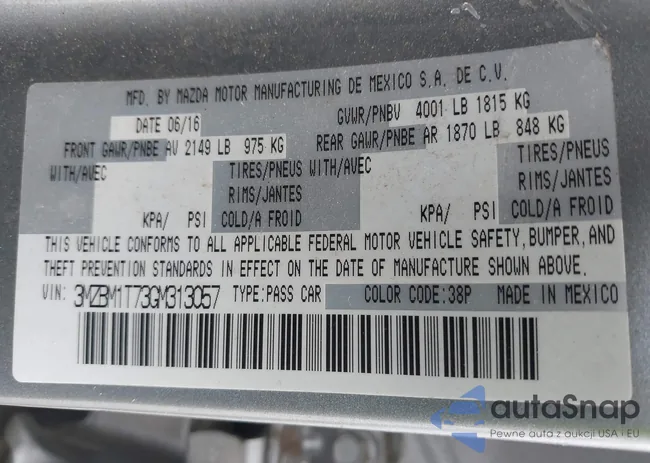 MFD. BY MAZDA MOTOR MANUFACTURING DE MEXICO S.A. DE C.V.
DATE 06/16 GVWR/PNBV 4001 LB 1815 KG
FRONT GAWR/PNBE AV 2149 LB 975 KG REAR GAWR/PNBE AR 1870 LB 848 KG
WITH/AVEC TIRES/PNEUS WITH/AVEC TIRES/PNEUS
RIMS/JANTES RIMS/JANTES
KPA/ PSI COLD/A FROID KPA/ PSI COLD/A FROID
THIS VEHICLE CONFORMS TO ALL APPLICABLE FEDERAL MOTOR VEHICLE SAFETY, BUMPER, AND
THEFT PREVENTION STANDARDS IN EFFECT ON THE DATE OF MANUFACTURE SHOWN ABOVE.
VIN: 3MZBM1T73GM313057 TYPE:PASS CAR COLOR CODE:38P MADE IN MEXICO
autaSnap
Pewne auta z aukcji USA i EU